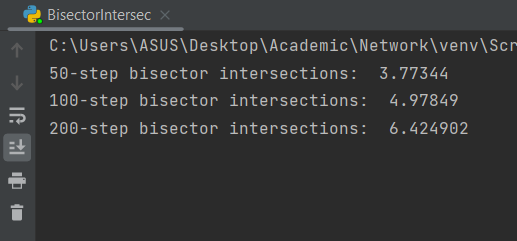 BisectorIntersec
C:\Users\ASUS\Desktop\Academic\Network\venv\Scr
50-step bisector intersections:  3.77344
100-step bisector intersections:  4.97849
200-step bisector intersections:  6.424902